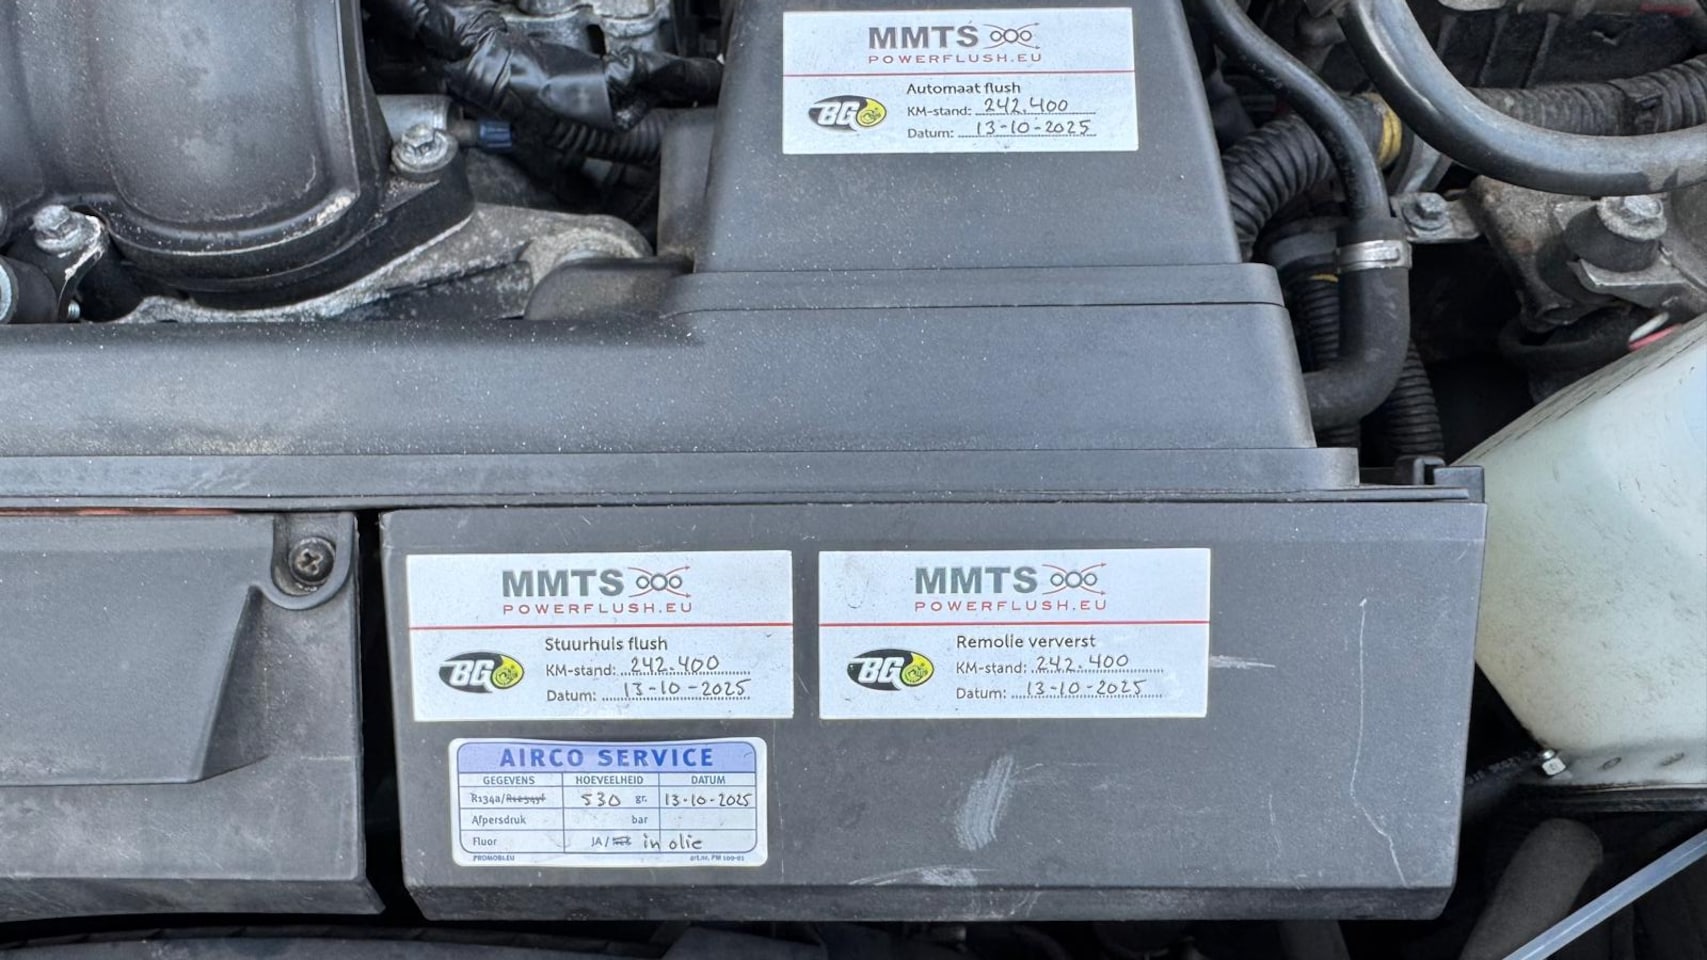 MMTS
POWERFLUSH.EU
Automaat flush
BG
KM-stand: 242.400
Datum: 13-10-2025
MMTS
POWERFLUSH.EU
Stuurhuis flush
BG
KM-stand: 242.400
Datum: 13-10-2025
MMTS
POWERFLUSH.EU
Remolie ververst
BG
KM-stand: 242.400
Datum: 13-10-2025
AIRCO SERVICE
GEGEVENS HOEVEELHEID DATUM
R134a/ 530 gr. 13-10-2025
Afpersdruk bar
Fluor JA/ in olie
PROMOBI.EU